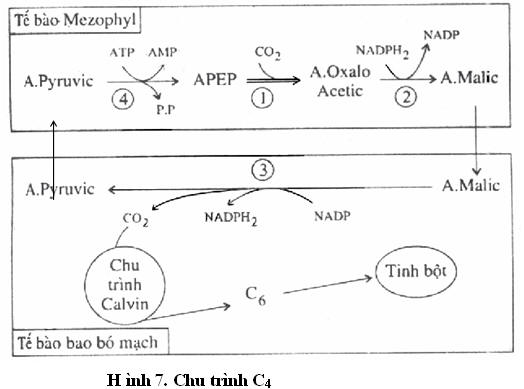 Tế bào Mezophyl
ATP AMP CO2 NADPH2 NADP
A.Pyruvic APEP A.Oxalo Acetic A.Malic
4 P.P 1 2
3
A.Pyruvic A.Malic
CO2 NADPH2 NADP
Chu
trình
Calvin
C6
Tinh bột
Tế bào bao bó mạch
Hình 7. Chu trình C4